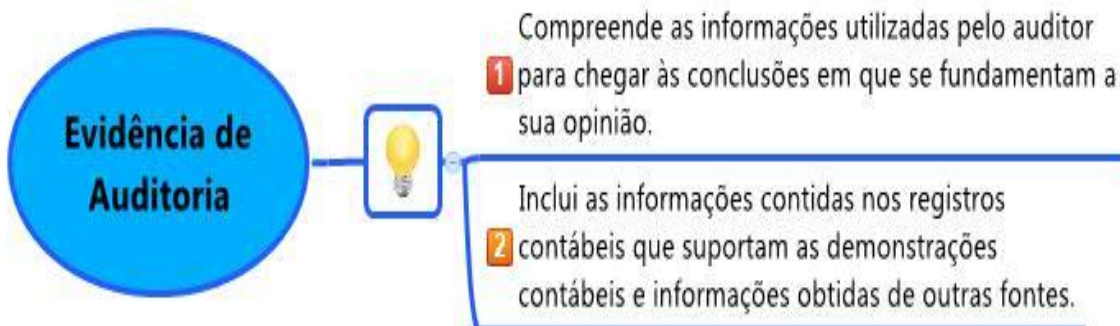 Evidência de
Auditoria
Compreende as informações utilizadas pelo auditor
1 para chegar às conclusões em que se fundamentam a
sua opinião.
Inclui as informações contidas nos registros
2 contábeis que suportam as demonstrações
contábeis e informações obtidas de outras fontes.